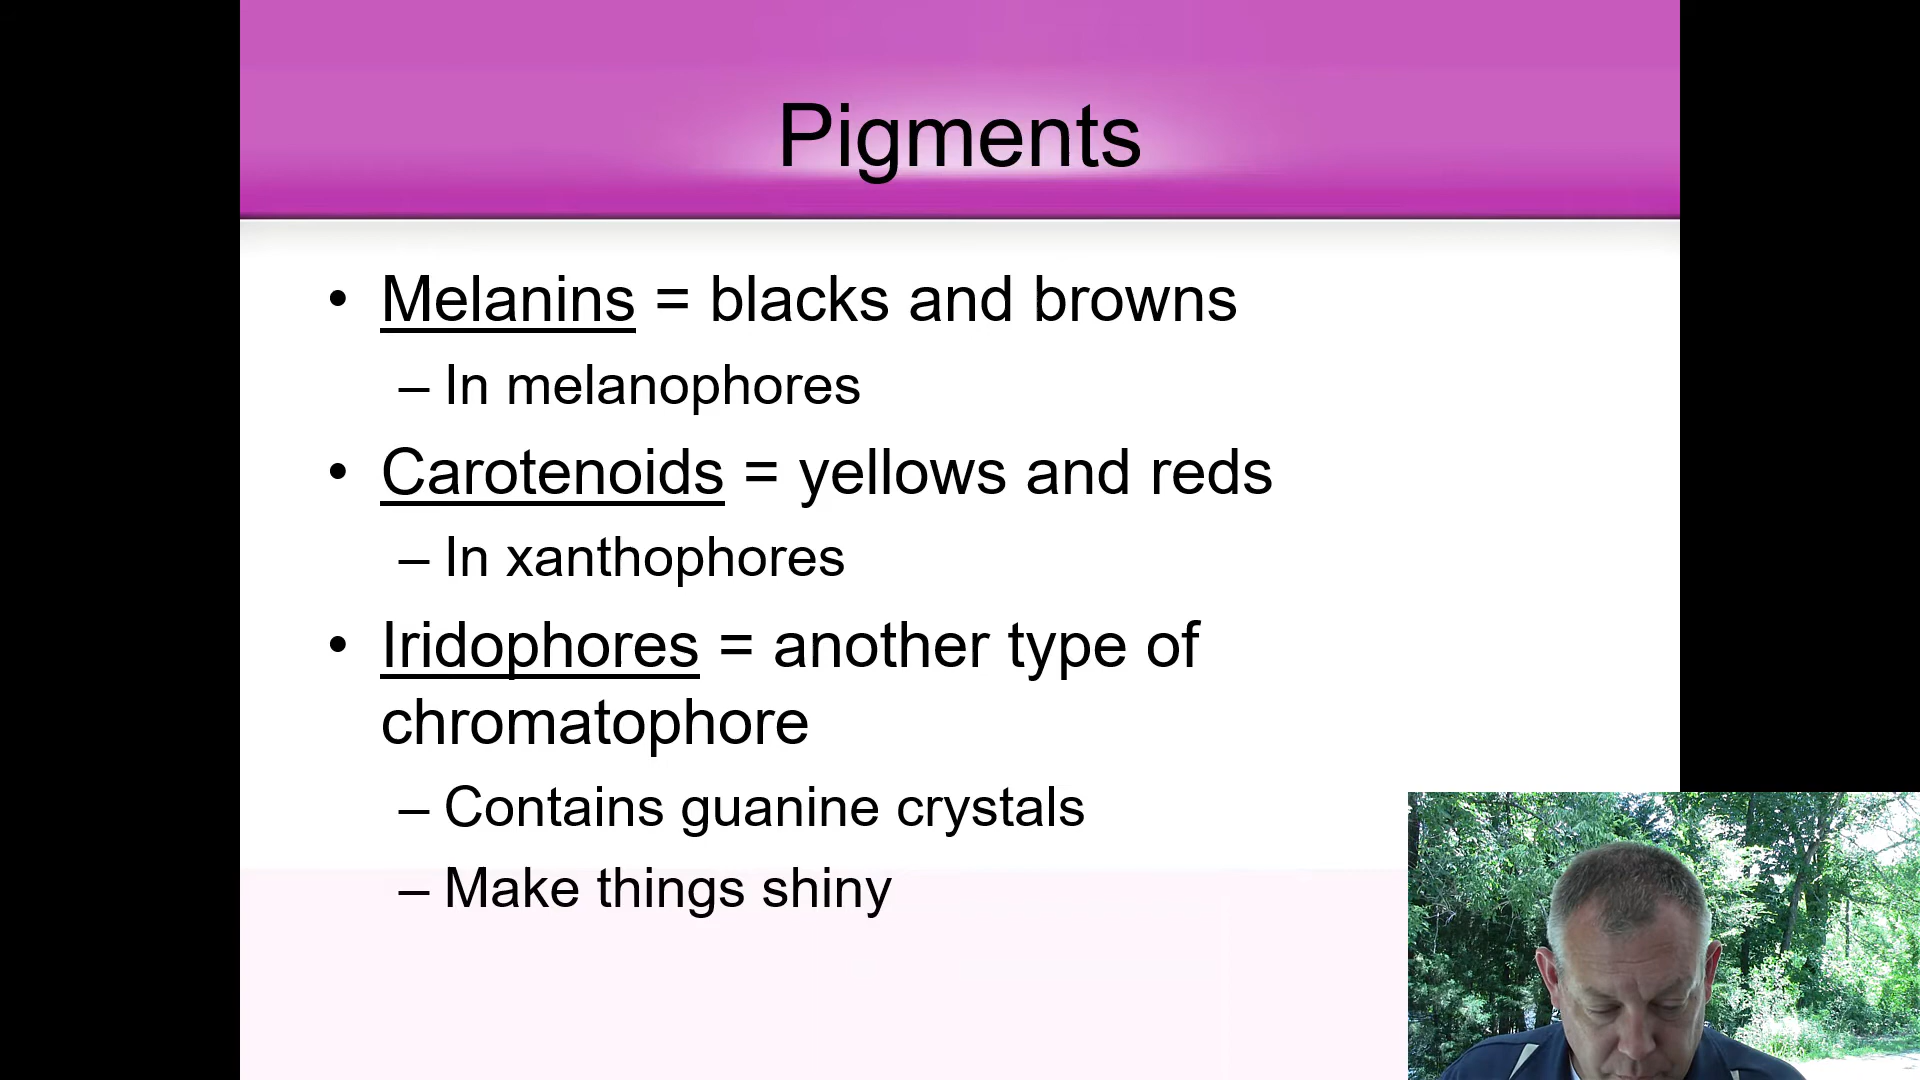 Pigments
• Melanins = blacks and browns
– In melanophores
• Carotenoids = yellows and reds
– In xanthophores
• Iridophores = another type of
chromatophore
– Contains guanine crystals
– Make things shiny